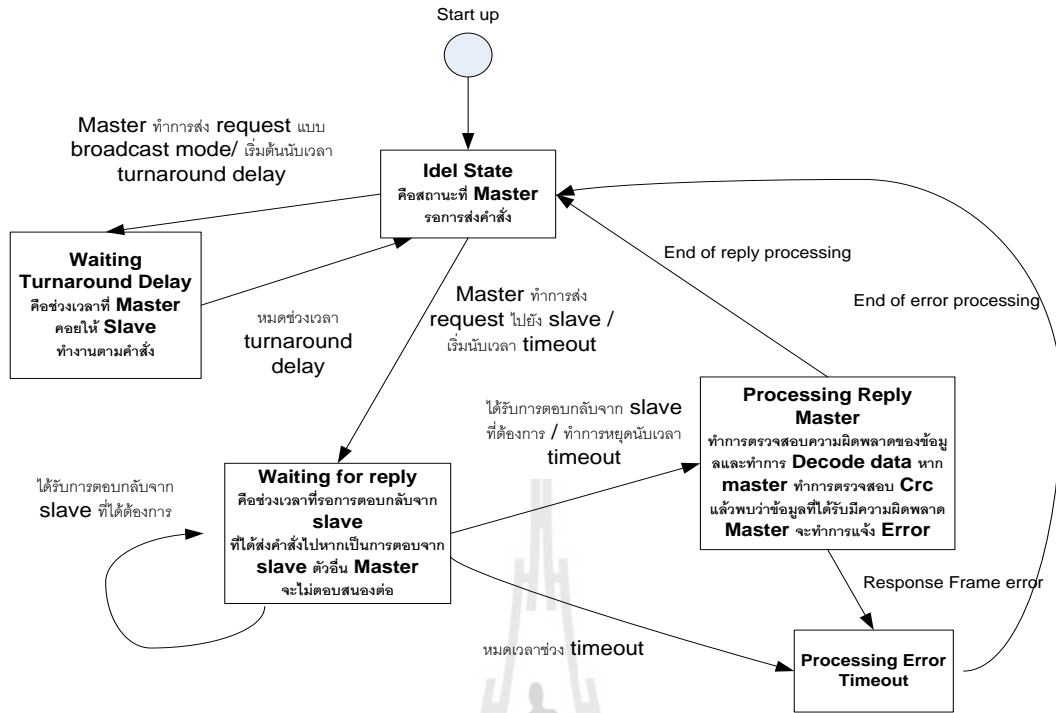 Start up
Master ทำการส่ง request แบบ
broadcast mode/ เริ่มต้นนับเวลา
turnaround delay
Idel State
คือสถานะที่ Master
รอการส่งคำสั่ง
Waiting
Turnaround Delay
คือช่วงเวลาที่ Master
คอยให้ Slave
ทำงานตามคำสั่ง
หมดช่วงเวลา
turnaround
delay
Master ทำการส่ง
request ไปยัง slave /
เริ่มนับเวลา timeout
End of reply processing
End of error processing
ได้รับการตอบกลับจาก slave
ที่ต้องการ / ทำการหยุดนับเวลา
timeout
Processing Reply
Master
ทำการตรวจสอบความผิดพลาดของข้อมู
ลและทำการ Decode data หาก
master ทำการตรวจสอบ Crc
แล้วพบว่าข้อมูลที่ได้รับมีความผิดพลาด
Master จะทำการแจ้ง Error
ได้รับการตอบกลับจาก
slave ที่ได้ต้องการ
Waiting for reply
คือช่วงเวลาที่รอการตอบกลับจาก
slave
ที่ได้ส่งคำสั่งไปหากเป็นการตอบจาก
slave ตัวอื่น Master
จะไม่ตอบสนองต่อ
Response Frame error
หมดเวลาช่วง timeout
Processing Error
Timeout